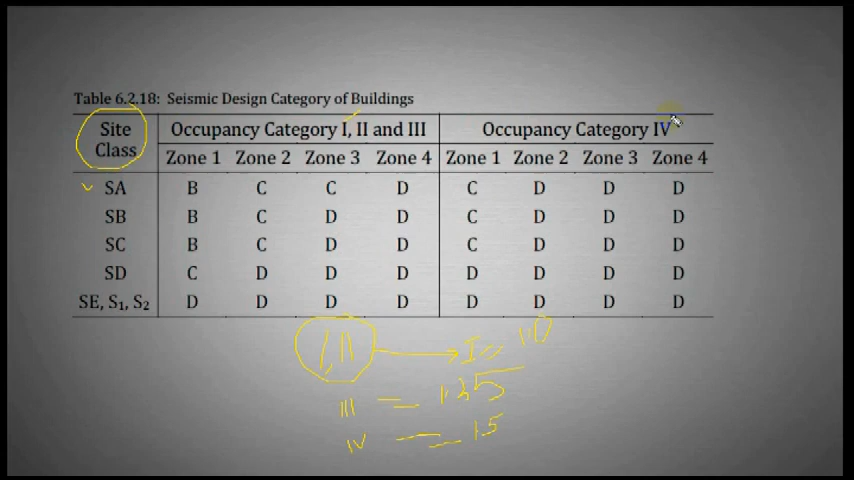 Table 6.2.18: Seismic Design Category of Buildings
Site Class Occupancy Category I, II and III Occupancy Category IV
Zone 1 Zone 2 Zone 3 Zone 4 Zone 1 Zone 2 Zone 3 Zone 4
SA B C C D C D D D
SB B C D D C D D D
SC B C D D C D D D
SD C D D D D D D D
SE, S₁, S₂ D D D D D D D D
I, II → I = 1.0
III = 1.25
IV = 1.5